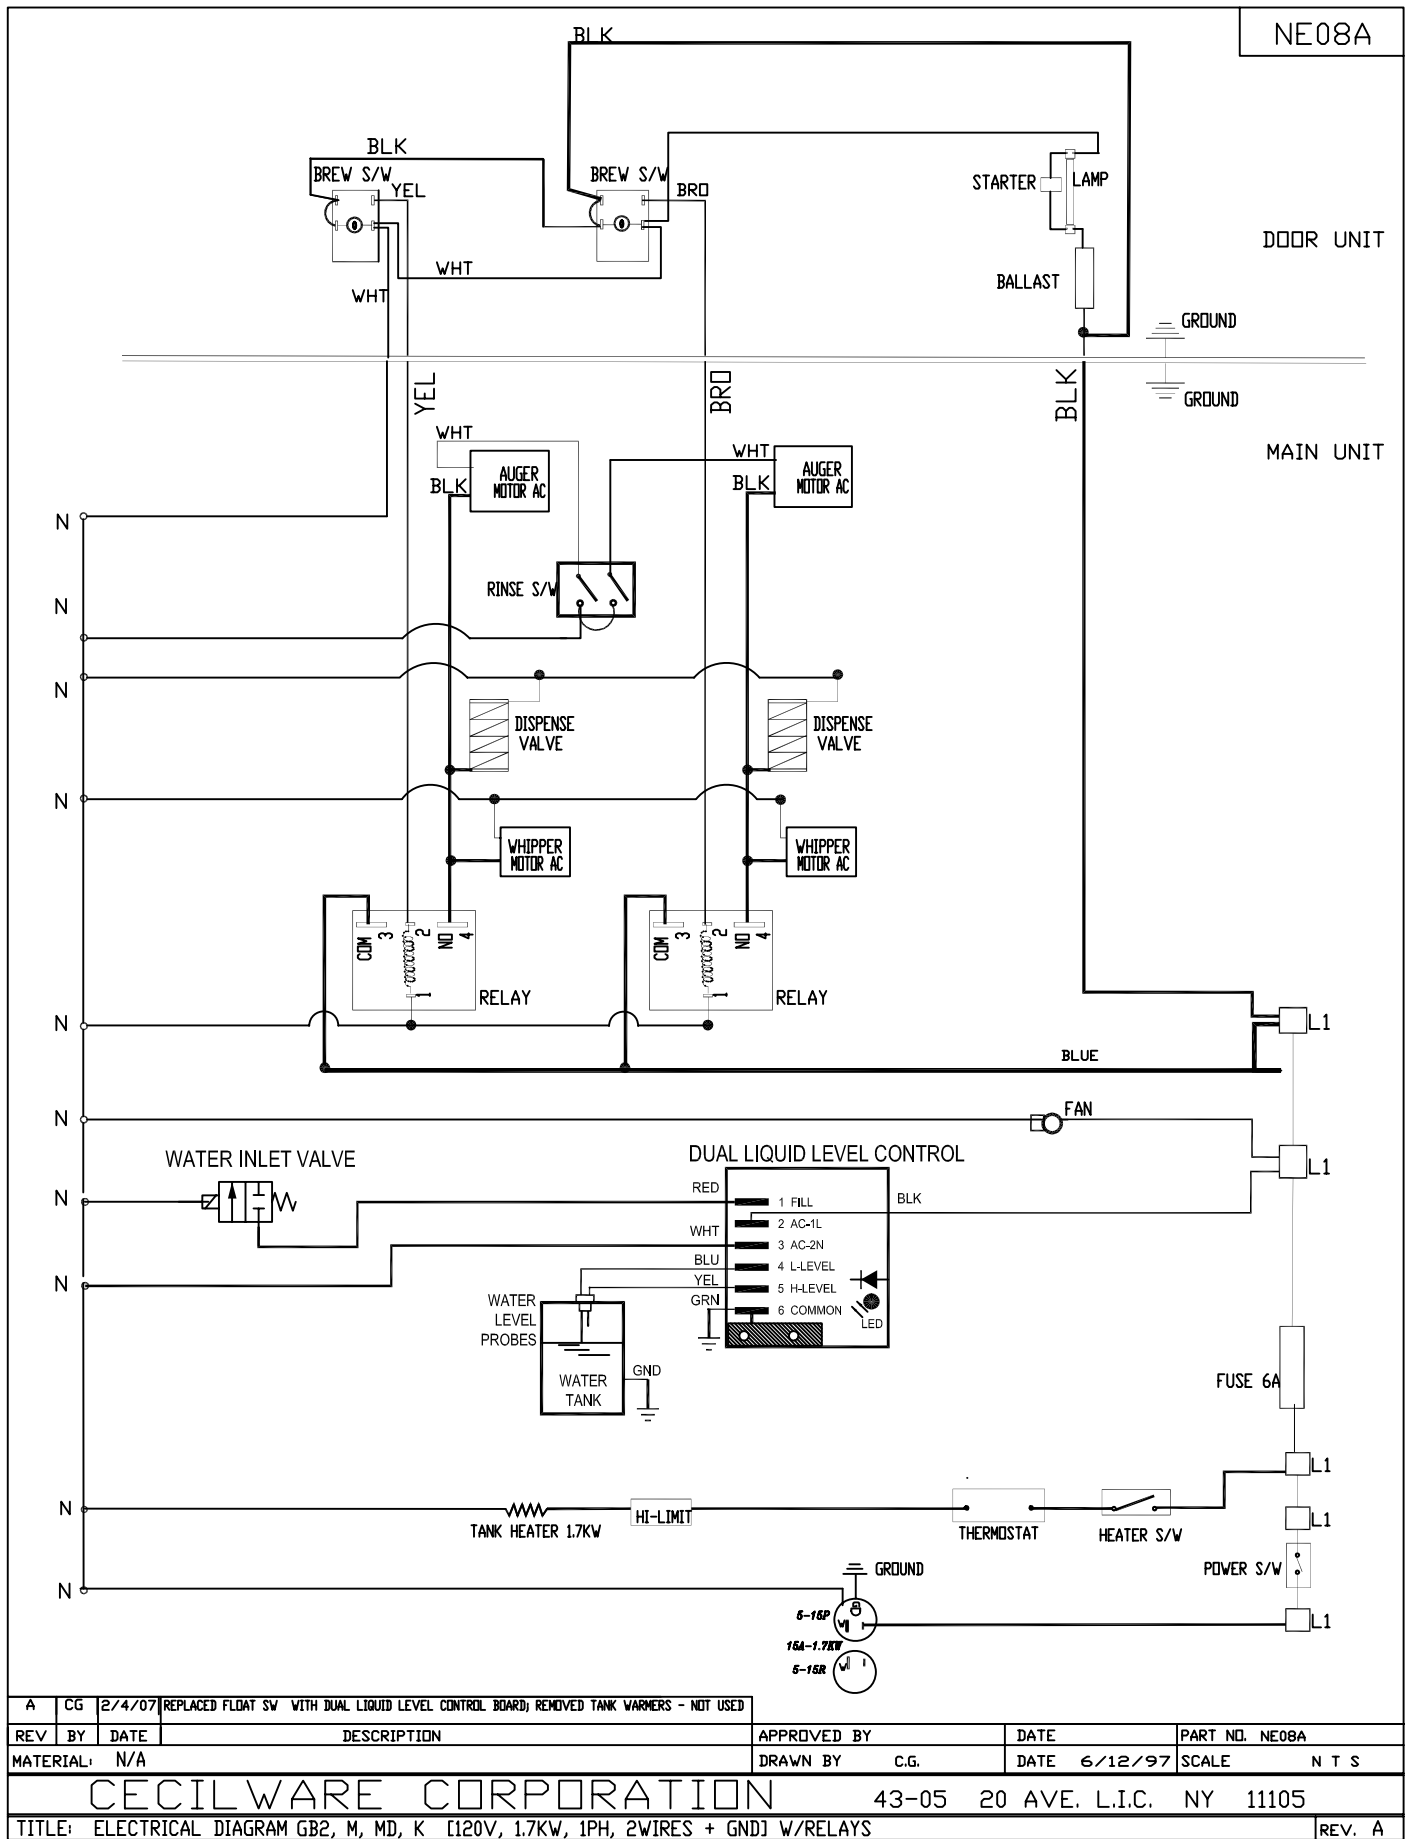 NE08A
BLK
BLK
BREW S/W
YEL
BREW S/W
BRO
STARTER
LAMP
DOOR UNIT
WHT
WHT
BALLAST
GROUND
GROUND
YEL
BRO
BLK
MAIN UNIT
WHT
AUGER
MOTOR AC
BLK
WHT
AUGER
MOTOR AC
BLK
N
RINSE S/W
N
N
DISPENSE
VALVE
DISPENSE
VALVE
N
WHIPPER
MOTOR AC
WHIPPER
MOTOR AC
COM
3
2
NO
4
1
RELAY
COM
3
2
NO
4
1
RELAY
N
L1
BLUE
N
FAN
WATER INLET VALVE
DUAL LIQUID LEVEL CONTROL
L1
N
RED
1 FILL
BLK
2 AC-1L
WHT
3 AC-2N
BLU
4 L-LEVEL
N
YEL
5 H-LEVEL
GRN
6 COMMON
LED
WATER
LEVEL
PROBES
WATER
TANK
GND
FUSE 6A
L1
N
TANK HEATER 1.7KW
HI-LIMIT
THERMOSTAT
HEATER S/W
L1
POWER S/W
N
GROUND
G
5-15P
W
L1
15A-1.7KW
5-15R
W
A CG 2/4/07 REPLACED FLOAT SW WITH DUAL LIQUID LEVEL CONTROL BOARD; REMOVED TANK WARMERS - NOT USED
REV BY DATE DESCRIPTION APPROVED BY DATE PART NO. NE08A
MATERIAL: N/A DRAWN BY C.G. DATE 6/12/97 SCALE N T S
CECILWARE CORPORATION 43-05 20 AVE. L.I.C. NY 11105
TITLE: ELECTRICAL DIAGRAM GB2, M, MD, K [120V, 1.7KW, 1PH, 2WIRES + GND] W/RELAYS REV. A